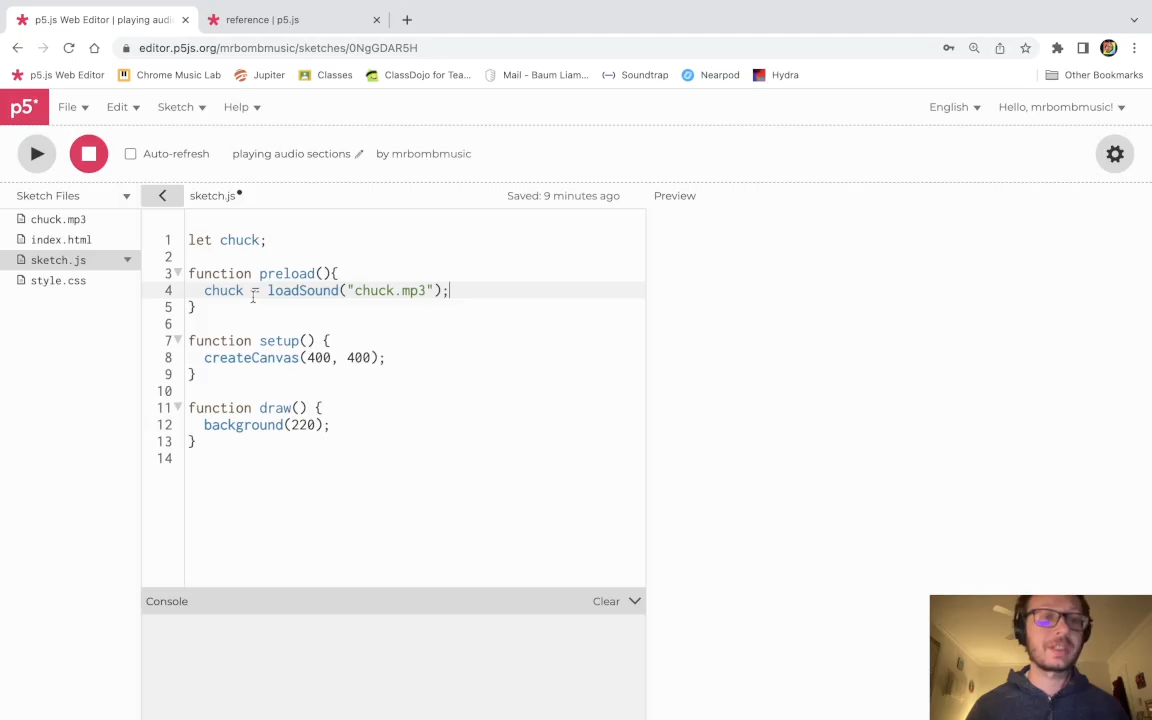 p5.js Web Editor | playing audio
reference | p5.js
editor.p5js.org/mrbombmusic/sketches/0NgGDAR5H
p5.js Web Editor
Chrome Music Lab
Jupiter
Classes
ClassDojo for Tea...
Mail - Baum Liam...
Soundtrap
Nearpod
Hydra
Other Bookmarks
p5*
File
Edit
Sketch
Help
English
Hello, mrbombmusic!
Auto-refresh
playing audio sections
by mrbombmusic
Sketch Files
sketch.js
Saved: 9 minutes ago
Preview
chuck.mp3
index.html
sketch.js
style.css
1 let chuck;
2
3 function preload(){
4 chuck = loadSound("chuck.mp3");
5 }
6
7 function setup() {
8 createCanvas(400, 400);
9 }
10
11 function draw() {
12 background(220);
13 }
14
Console
Clear